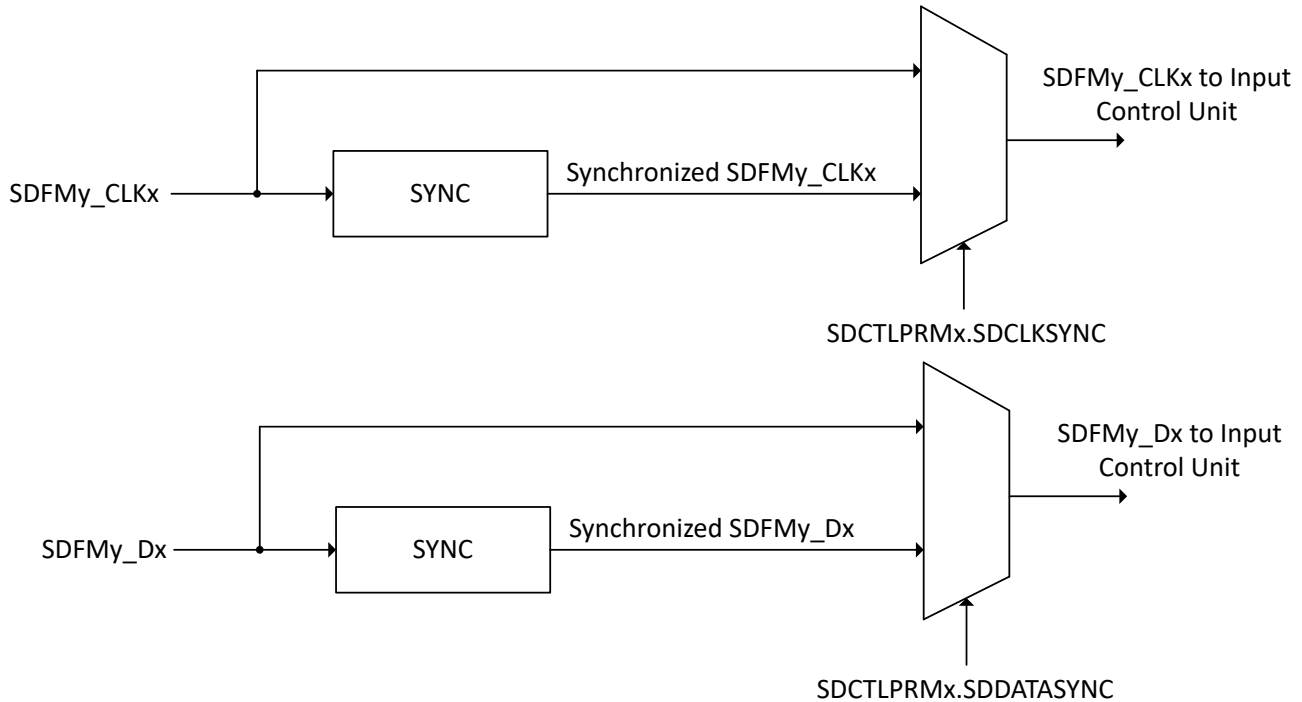 SDFMy_CLKx to Input
Control Unit
SDFMy_CLKx
SYNC
Synchronized SDFMy_CLKx
SDCTLPRMx.SDCLKSYNC
SDFMy_Dx to Input
Control Unit
SDFMy_Dx
SYNC
Synchronized SDFMy_Dx
SDCTLPRMx.SDDATASYNC